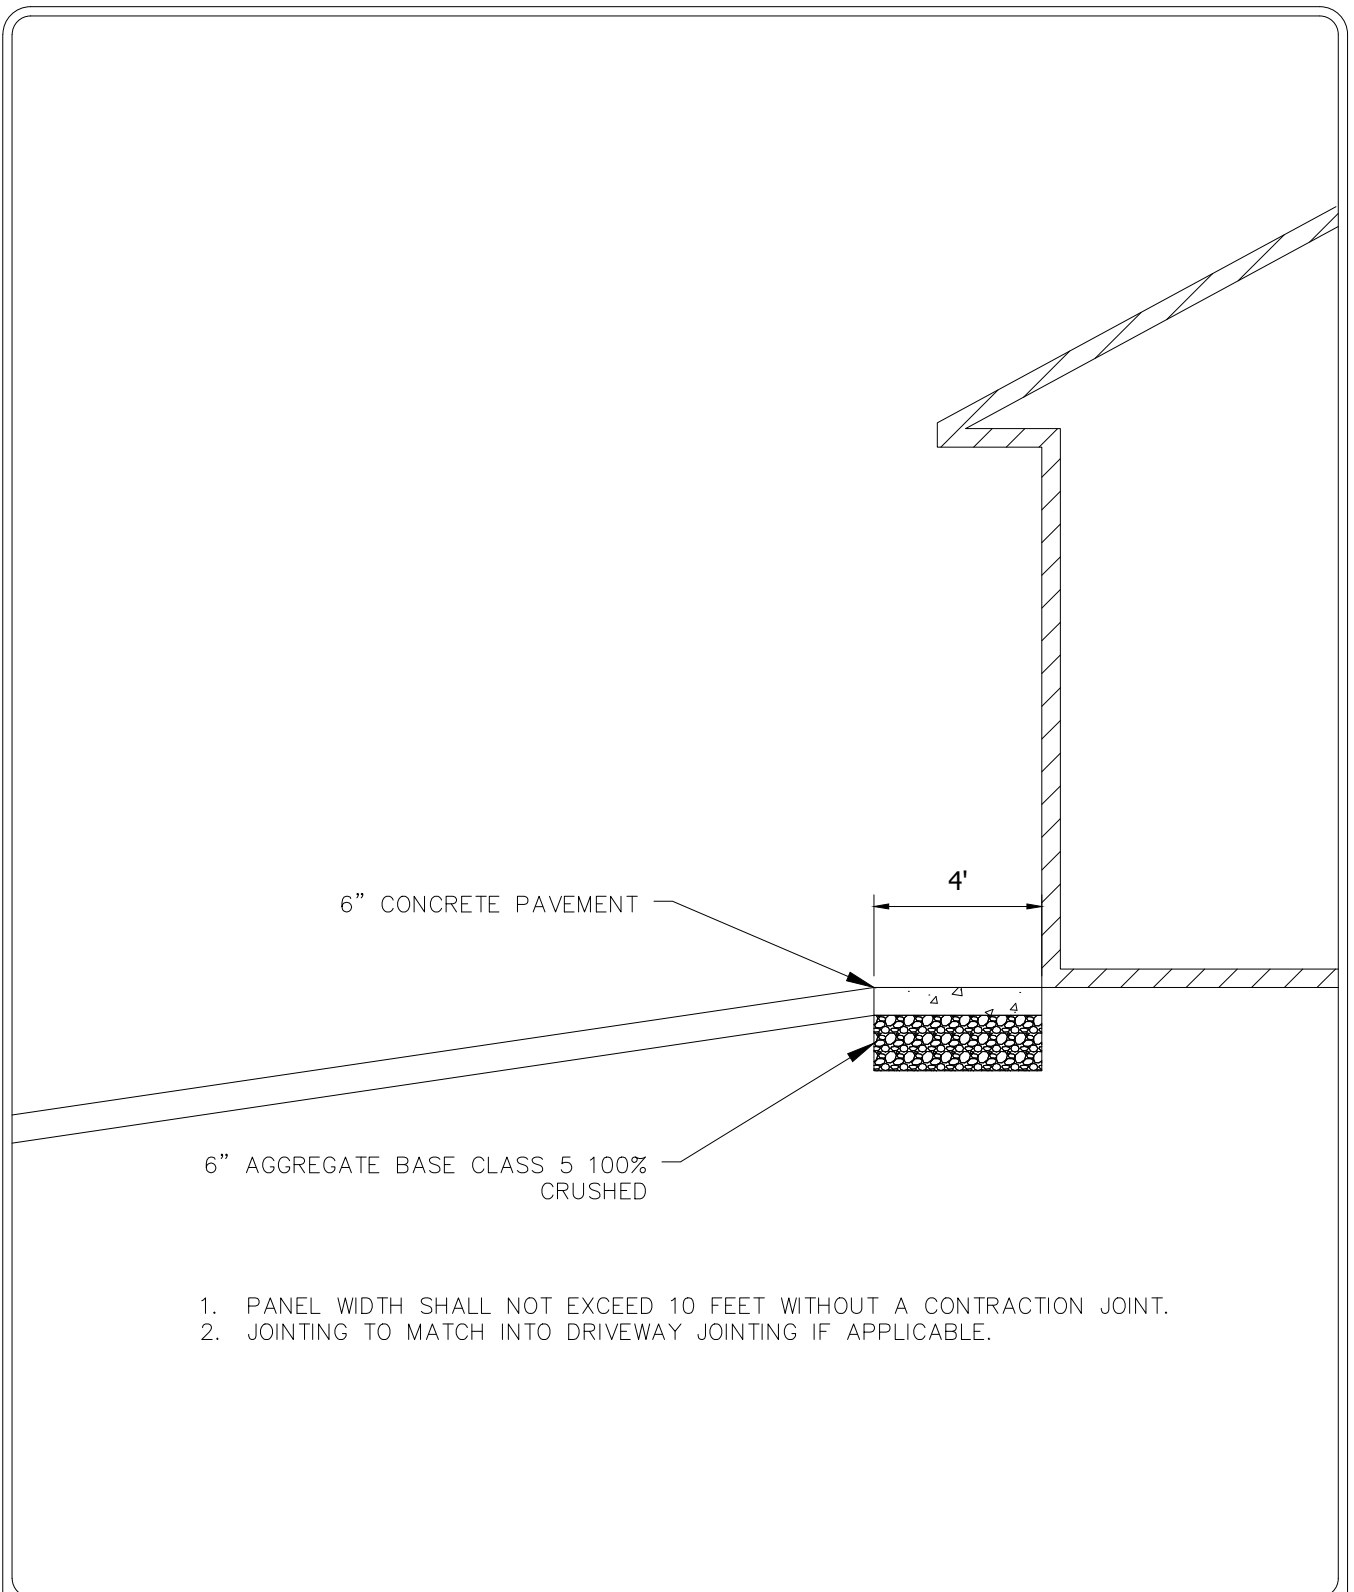 4'
6” CONCRETE PAVEMENT
6” AGGREGATE BASE CLASS 5 100%
CRUSHED
1. PANEL WIDTH SHALL NOT EXCEED 10 FEET WITHOUT A CONTRACTION JOINT.
2. JOINTING TO MATCH INTO DRIVEWAY JOINTING IF APPLICABLE.